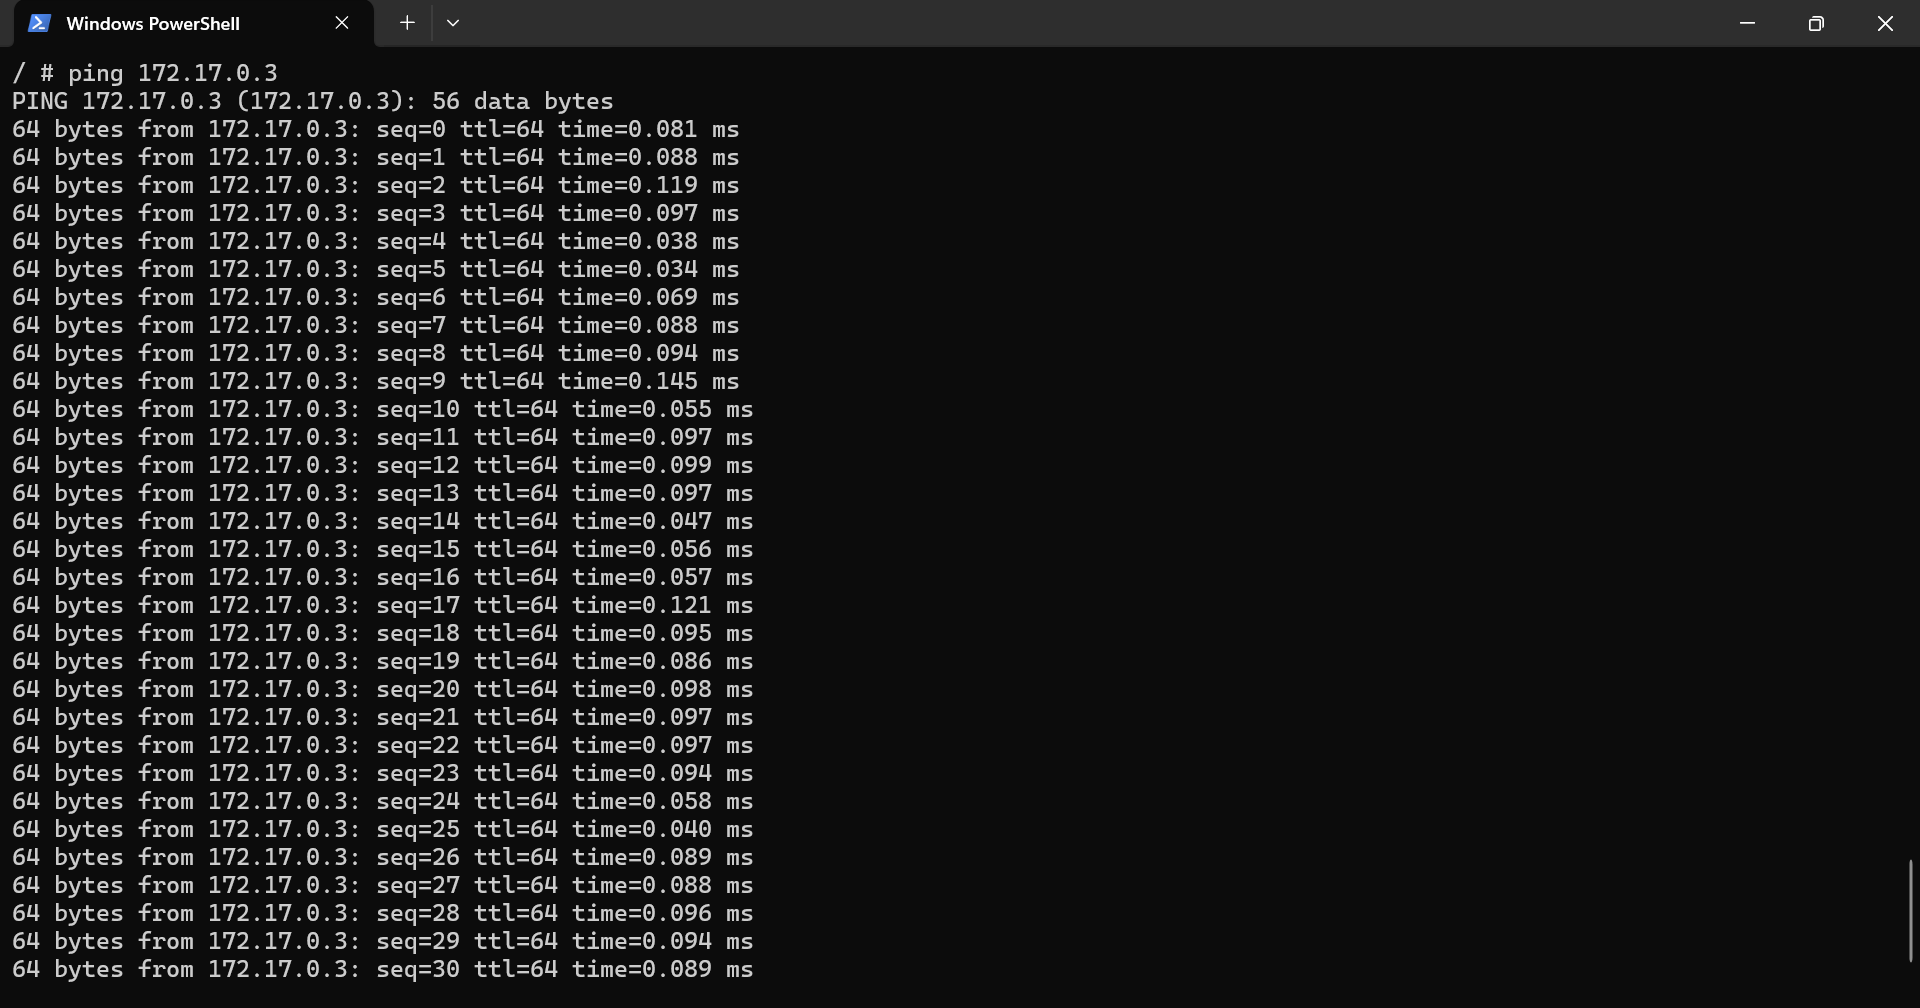 Windows PowerShell
/ # ping 172.17.0.3
PING 172.17.0.3 (172.17.0.3): 56 data bytes
64 bytes from 172.17.0.3: seq=0 ttl=64 time=0.081 ms
64 bytes from 172.17.0.3: seq=1 ttl=64 time=0.088 ms
64 bytes from 172.17.0.3: seq=2 ttl=64 time=0.119 ms
64 bytes from 172.17.0.3: seq=3 ttl=64 time=0.097 ms
64 bytes from 172.17.0.3: seq=4 ttl=64 time=0.038 ms
64 bytes from 172.17.0.3: seq=5 ttl=64 time=0.034 ms
64 bytes from 172.17.0.3: seq=6 ttl=64 time=0.069 ms
64 bytes from 172.17.0.3: seq=7 ttl=64 time=0.088 ms
64 bytes from 172.17.0.3: seq=8 ttl=64 time=0.094 ms
64 bytes from 172.17.0.3: seq=9 ttl=64 time=0.145 ms
64 bytes from 172.17.0.3: seq=10 ttl=64 time=0.055 ms
64 bytes from 172.17.0.3: seq=11 ttl=64 time=0.097 ms
64 bytes from 172.17.0.3: seq=12 ttl=64 time=0.099 ms
64 bytes from 172.17.0.3: seq=13 ttl=64 time=0.097 ms
64 bytes from 172.17.0.3: seq=14 ttl=64 time=0.047 ms
64 bytes from 172.17.0.3: seq=15 ttl=64 time=0.056 ms
64 bytes from 172.17.0.3: seq=16 ttl=64 time=0.057 ms
64 bytes from 172.17.0.3: seq=17 ttl=64 time=0.121 ms
64 bytes from 172.17.0.3: seq=18 ttl=64 time=0.095 ms
64 bytes from 172.17.0.3: seq=19 ttl=64 time=0.086 ms
64 bytes from 172.17.0.3: seq=20 ttl=64 time=0.098 ms
64 bytes from 172.17.0.3: seq=21 ttl=64 time=0.097 ms
64 bytes from 172.17.0.3: seq=22 ttl=64 time=0.097 ms
64 bytes from 172.17.0.3: seq=23 ttl=64 time=0.094 ms
64 bytes from 172.17.0.3: seq=24 ttl=64 time=0.058 ms
64 bytes from 172.17.0.3: seq=25 ttl=64 time=0.040 ms
64 bytes from 172.17.0.3: seq=26 ttl=64 time=0.089 ms
64 bytes from 172.17.0.3: seq=27 ttl=64 time=0.088 ms
64 bytes from 172.17.0.3: seq=28 ttl=64 time=0.096 ms
64 bytes from 172.17.0.3: seq=29 ttl=64 time=0.094 ms
64 bytes from 172.17.0.3: seq=30 ttl=64 time=0.089 ms